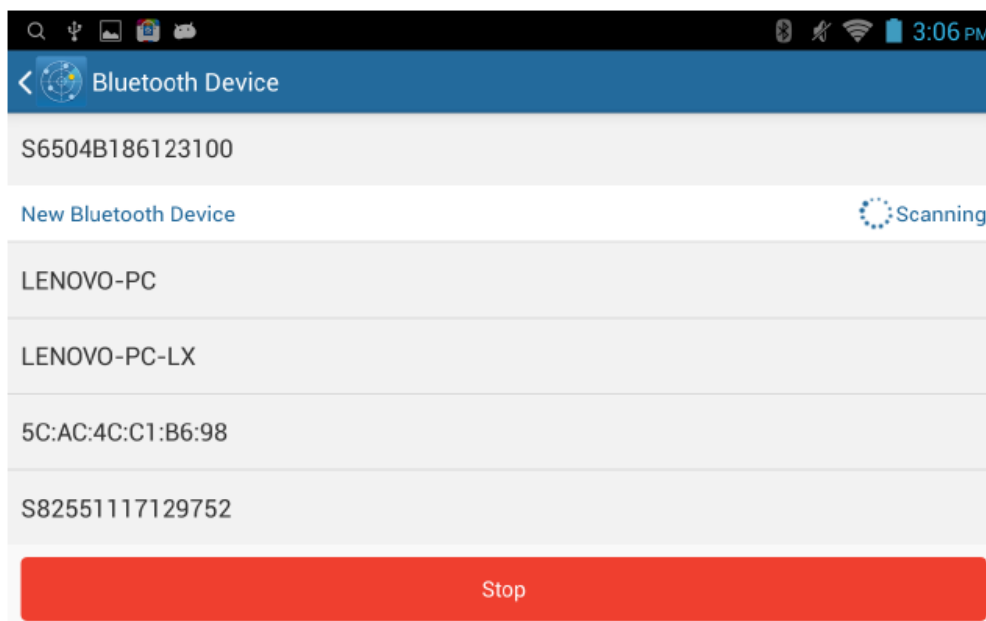 3:06 PM
Bluetooth Device
S6504B186123100
New Bluetooth Device
Scanning
LENOVO-PC
LENOVO-PC-LX
5C:AC:4C:C1:B6:98
S82551117129752
Stop